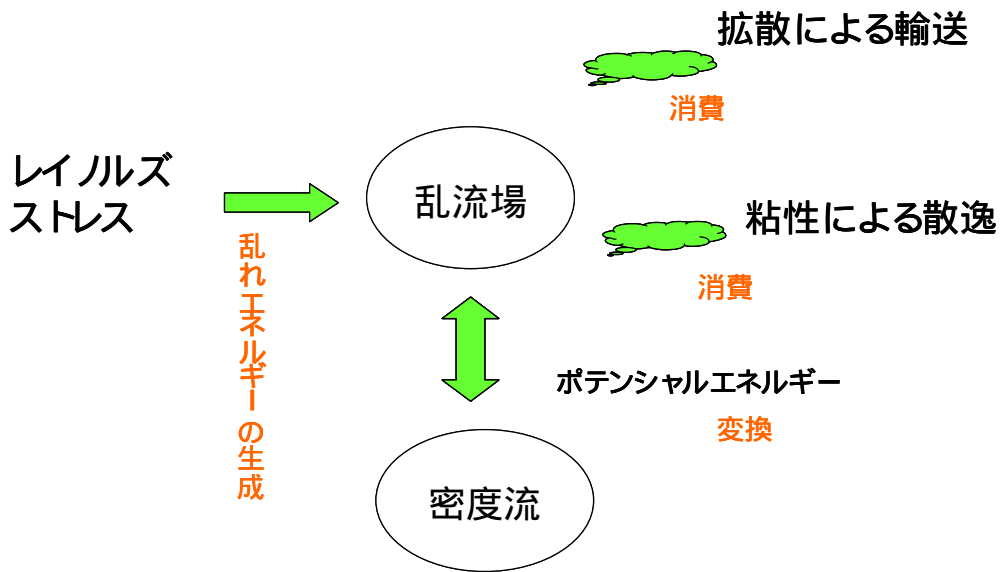 拡散による輸送
消費
レイノルズ
ストレス
乱流場
粘性による散逸
乱れエネルギーの生成
消費
ポテンシャルエネルギー
変換
密度流